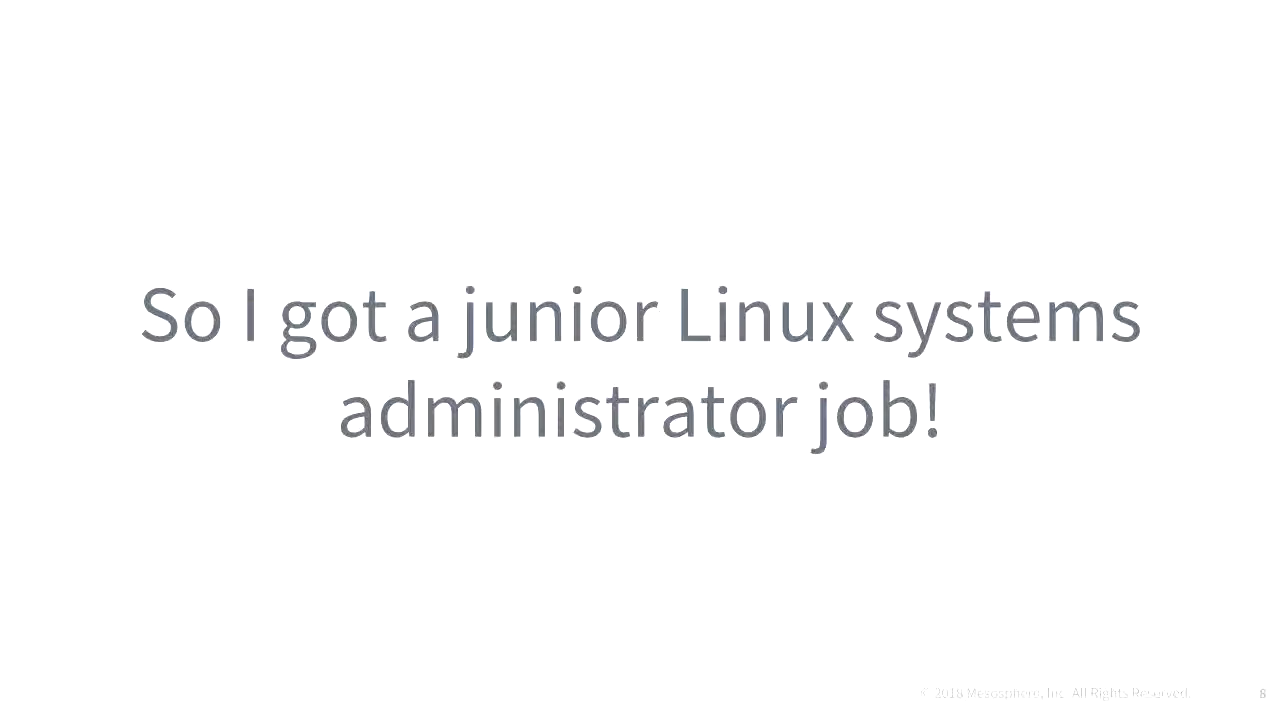 So I got a junior Linux systems
administrator job!
© 2018 Mesosphere, Inc. All Rights Reserved.
8